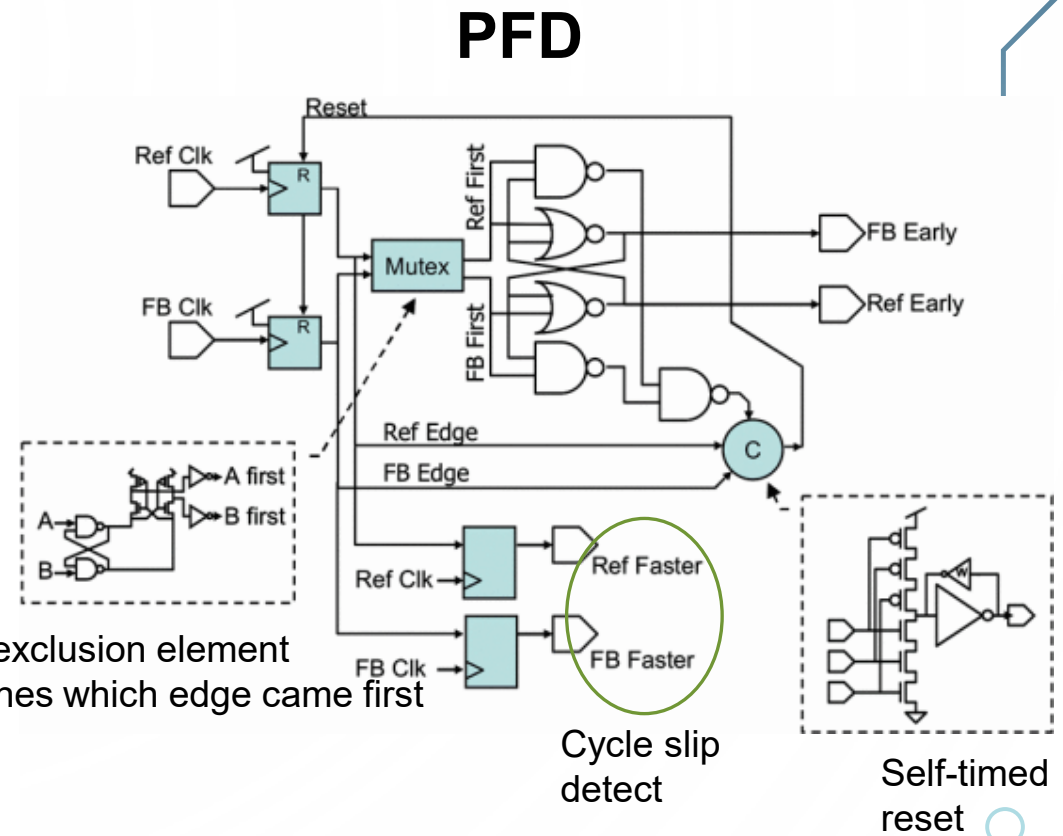 PFD
Reset
Ref Clk
R
Ref First
FB Early
Mutex
FB Clk
R
FB First
Ref Early
Ref Edge
C
FB Edge
A first
A
B first
B
Ref Clk
Ref Faster
W
FB Clk
FB Faster
exclusion element
nes which edge came first
Cycle slip
detect
Self-timed
reset